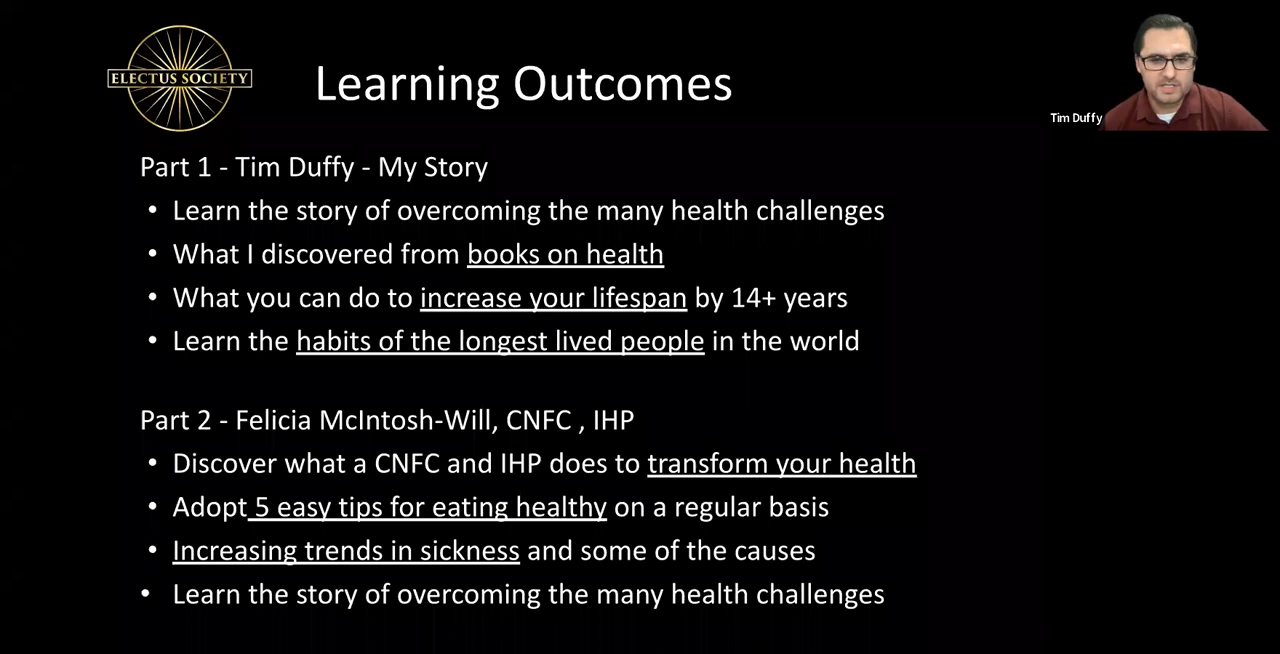 ELECTUS SOCIETY
Learning Outcomes
Tim Duffy
Part 1 - Tim Duffy - My Story
• Learn the story of overcoming the many health challenges
• What I discovered from books on health
• What you can do to increase your lifespan by 14+ years
• Learn the habits of the longest lived people in the world
Part 2 - Felicia McIntosh-Will, CNFC , IHP
• Discover what a CNFC and IHP does to transform your health
• Adopt 5 easy tips for eating healthy on a regular basis
• Increasing trends in sickness and some of the causes
• Learn the story of overcoming the many health challenges